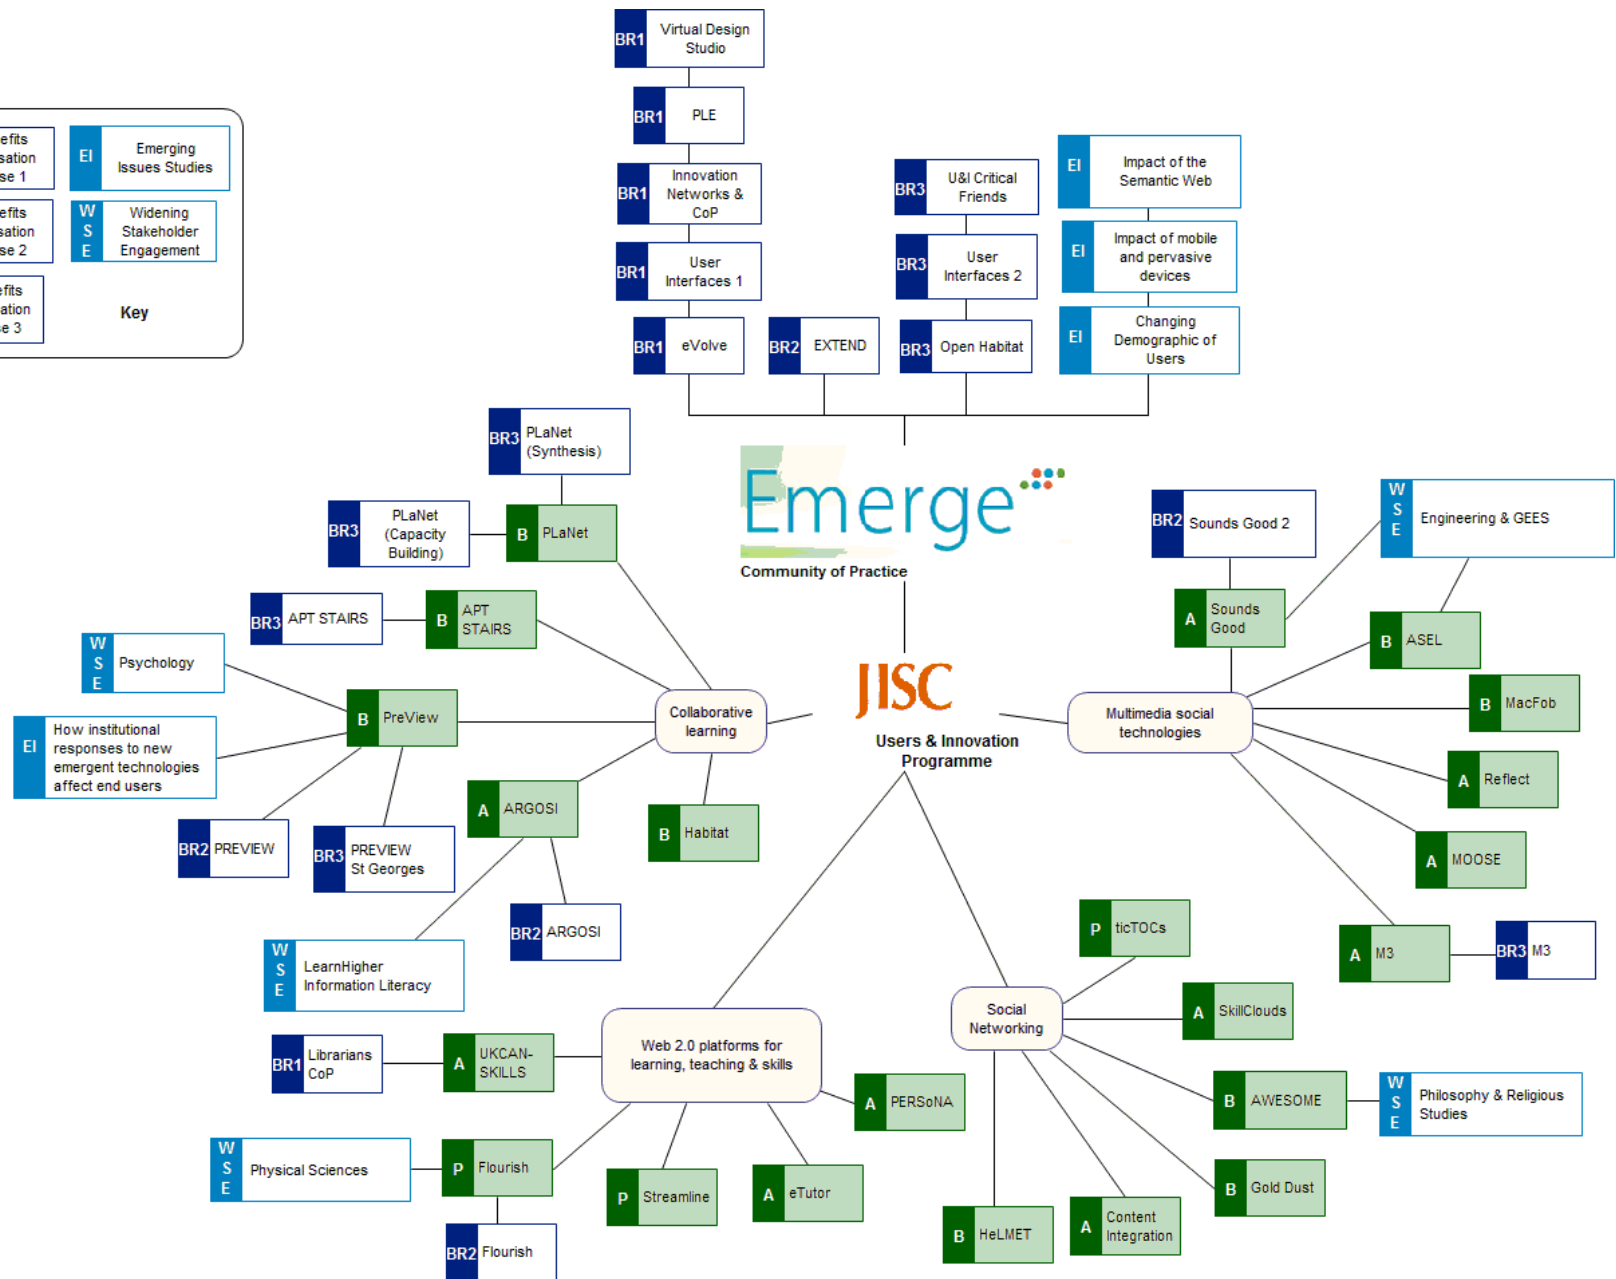 BR1 Virtual Design
Studio
BR1 PLE
BR1 Innovation
Networks &
CoP
BR1 User
Interfaces 1
BR1 eVolve
BR2 EXTEND
BR3 U&I Critical
Friends
BR3 User
Interfaces 2
BR3 Open Habitat
EI Impact of the
Semantic Web
EI Impact of mobile
and pervasive
devices
EI Changing
Demographic of
Users
efits
sation
se 1
EI Emerging
Issues Studies
efits
sation
se 2
W
S
E
Widening
Stakeholder
Engagement
efits
ation
se 3
Key
Emerge
Community of Practice
JISC
Users & Innovation
Programme
BR3 PLaNet
(Synthesis)
BR3 PLaNet
(Capacity
Building)
B PLaNet
BR3 APT STAIRS
B APT
STAIRS
W
S
E
Psychology
B PreView
EI How institutional
responses to new
emergent technologies
affect end users
BR2 PREVIEW
BR3 PREVIEW
St Georges
Collaborative
learning
A ARGOSI
B Habitat
BR2 ARGOSI
W
S
E
LearnHigher
Information Literacy
BR2 Sounds Good 2
W
S
E
Engineering & GEES
A Sounds
Good
B ASEL
B MacFob
Multimedia social
technologies
A Reflect
A MOOSE
A M3
BR3 M3
BR1 Librarians
CoP
A UKCAN-
SKILLS
Web 2.0 platforms for
learning, teaching & skills
A PERSoNA
W
S
E
Physical Sciences
P Flourish
BR2 Flourish
P Streamline
A eTutor
P ticTOCs
Social
Networking
A SkillClouds
B AWESOME
W
S
E
Philosophy & Religious
Studies
B Gold Dust
A Content
Integration
B HeLMET